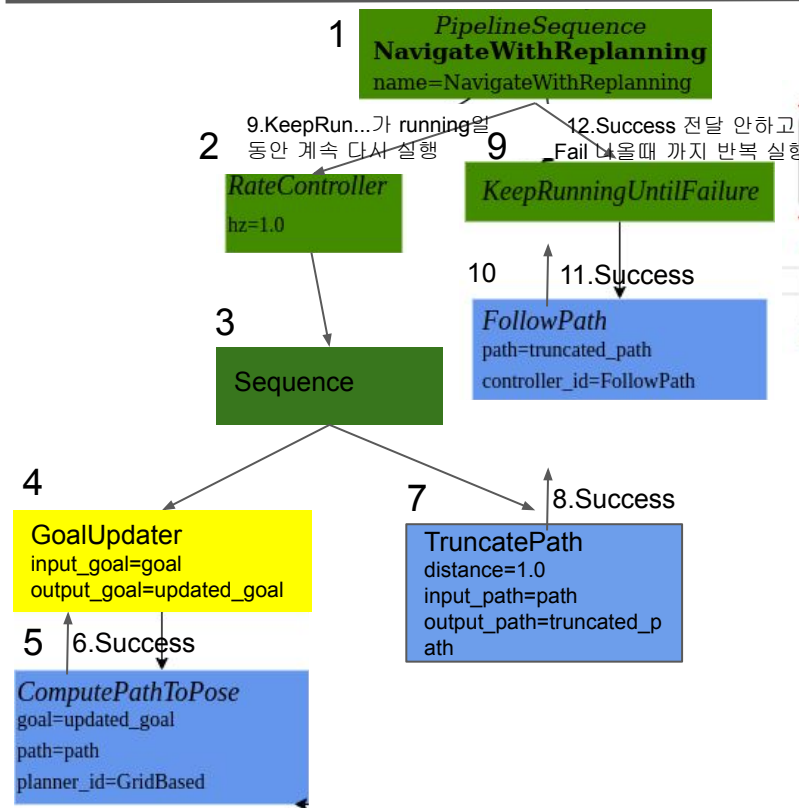 1
PipelineSequence
NavigateWithReplanning
name=NavigateWithReplanning
2
9.KeepRun...가 running일
동안 계속 다시 실행
9
12.Success 전달 안하고
Fail 나올때 까지 반복 실행
RateController
hz=1.0
KeepRunningUntilFailure
10
11.Success
FollowPath
path=truncated_path
controller_id=FollowPath
3
Sequence
4
GoalUpdater
input_goal=goal
output_goal=updated_goal
7
8.Success
TruncatePath
distance=1.0
input_path=path
output_path=truncated_p
ath
5
6.Success
ComputePathToPose
goal=updated_goal
path=path
planner_id=GridBased